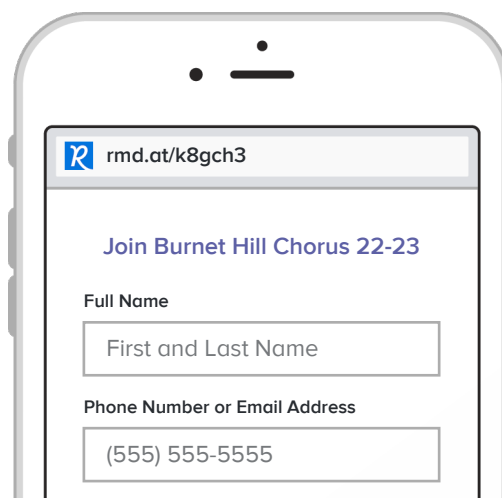 rmd.at/k8gch3
Join Burnet Hill Chorus 22-23
Full Name
First and Last Name
Phone Number or Email Address
(555) 555-5555